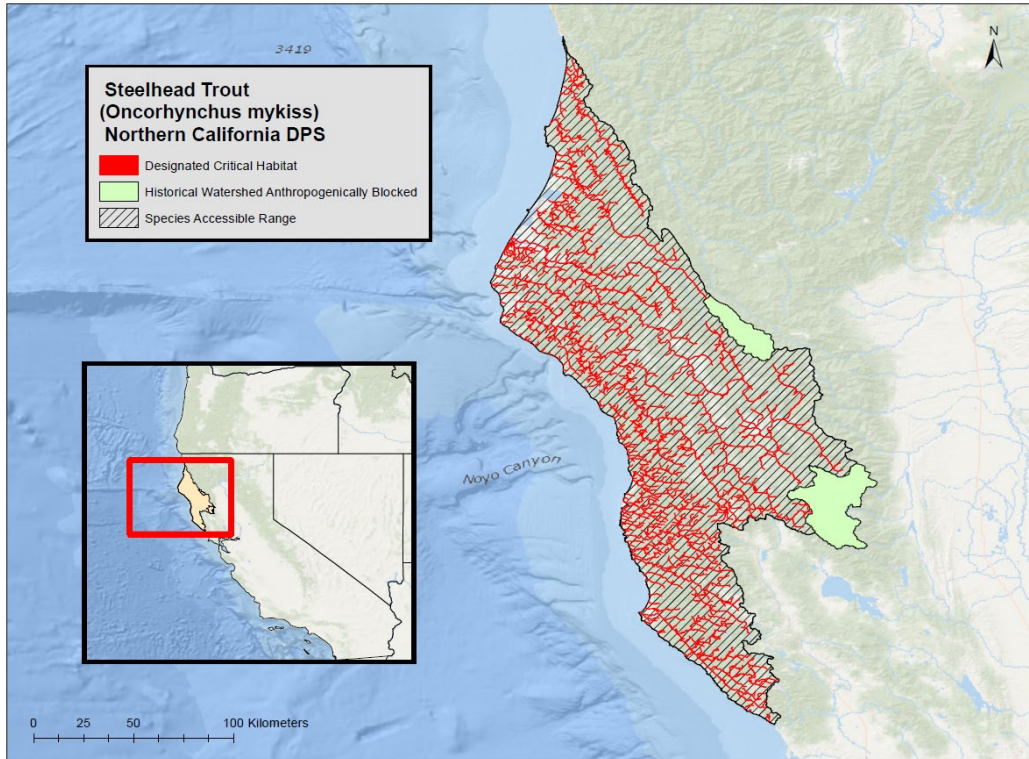 3419
N
Steelhead Trout
(Oncorhynchus mykiss)
Northern California DPS
Designated Critical Habitat
Historical Watershed Anthropogenically Blocked
Species Accessible Range
Noyo Canyon
0 25 50 100 Kilometers